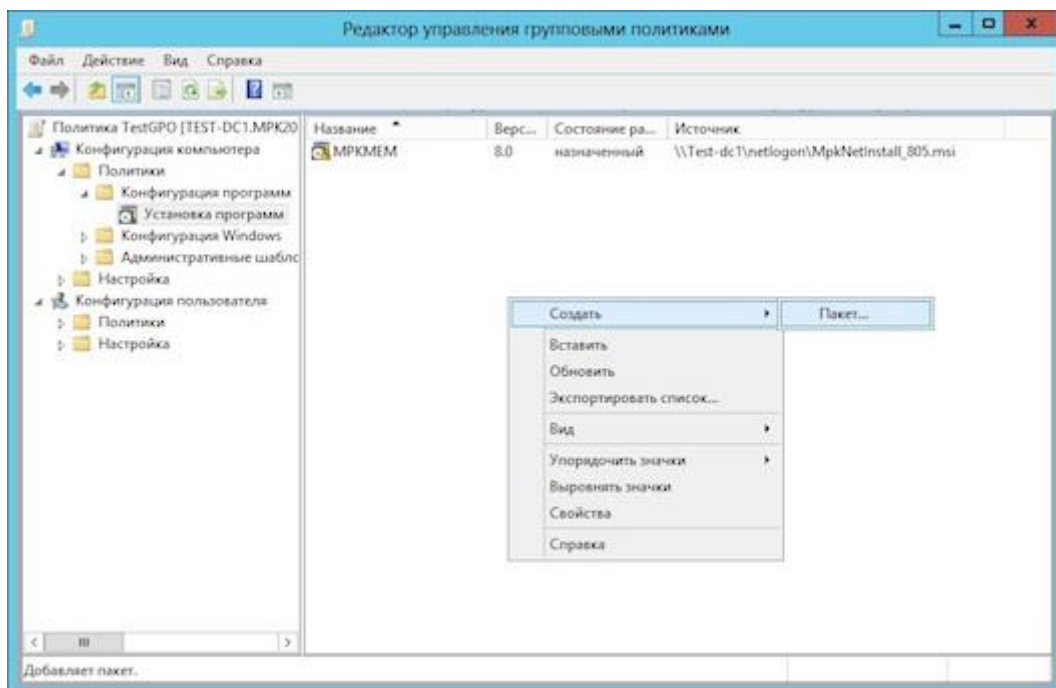 Редактор управления групповыми политиками
Файл Действие Вид Справка
Политика TestGPO [TEST-DC1.MPK20
Конфигурация компьютера
Политики
Конфигурация программ
Установка программ
Конфигурация Windows
Административные шабло
Настройка
Конфигурация пользователя
Политики
Настройка
Название Верс... Состояние ра... Источник
MPKMEM 8.0 назначенный \\Test-dc1\netlogon\MpkNetInstall_805.msi
Создать Пакет...
Вставить
Обновить
Экспортировать список...
Вид
Упорядочить значки
Выровнять значки
Свойства
Справка
Добавляет пакет.